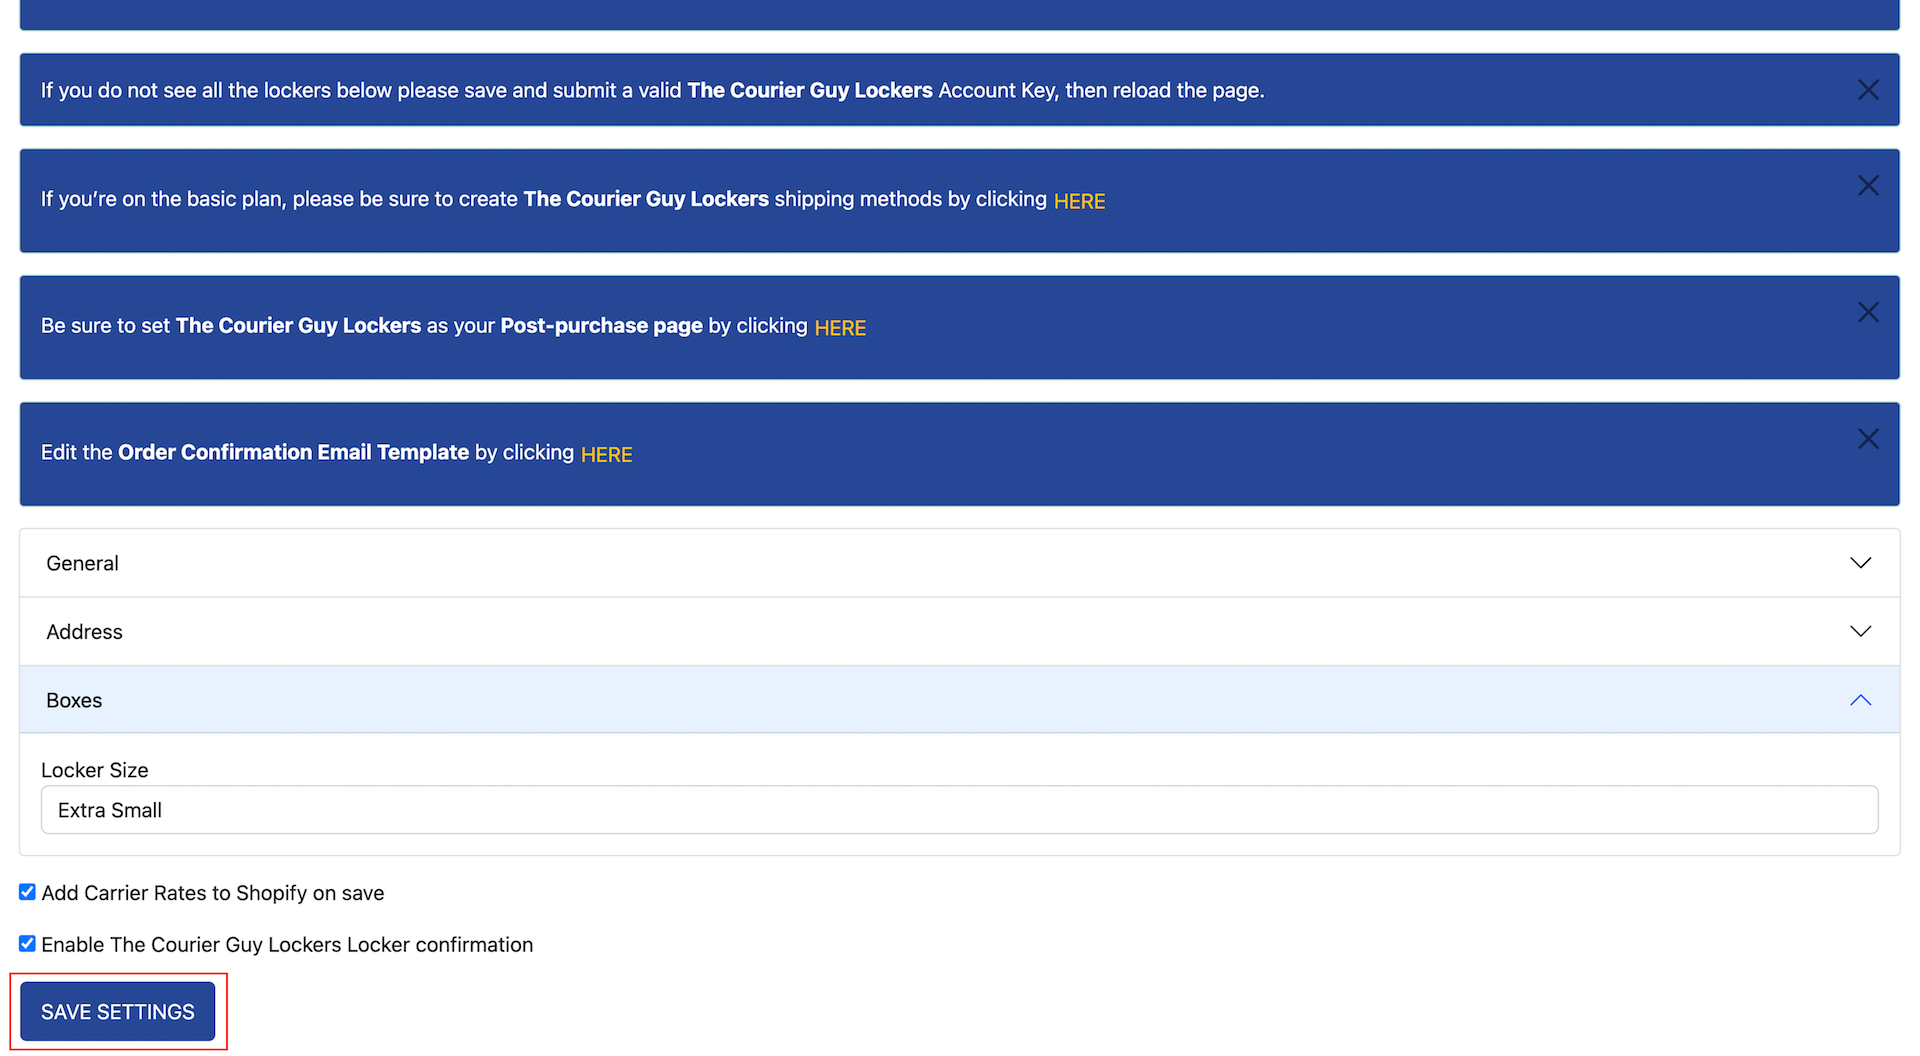 If you do not see all the lockers below please save and submit a valid The Courier Guy Lockers Account Key, then reload the page.
If you’re on the basic plan, please be sure to create The Courier Guy Lockers shipping methods by clicking HERE
Be sure to set The Courier Guy Lockers as your Post-purchase page by clicking HERE
Edit the Order Confirmation Email Template by clicking HERE
General
Address
Boxes
Locker Size
Extra Small
Add Carrier Rates to Shopify on save
Enable The Courier Guy Lockers Locker confirmation
SAVE SETTINGS